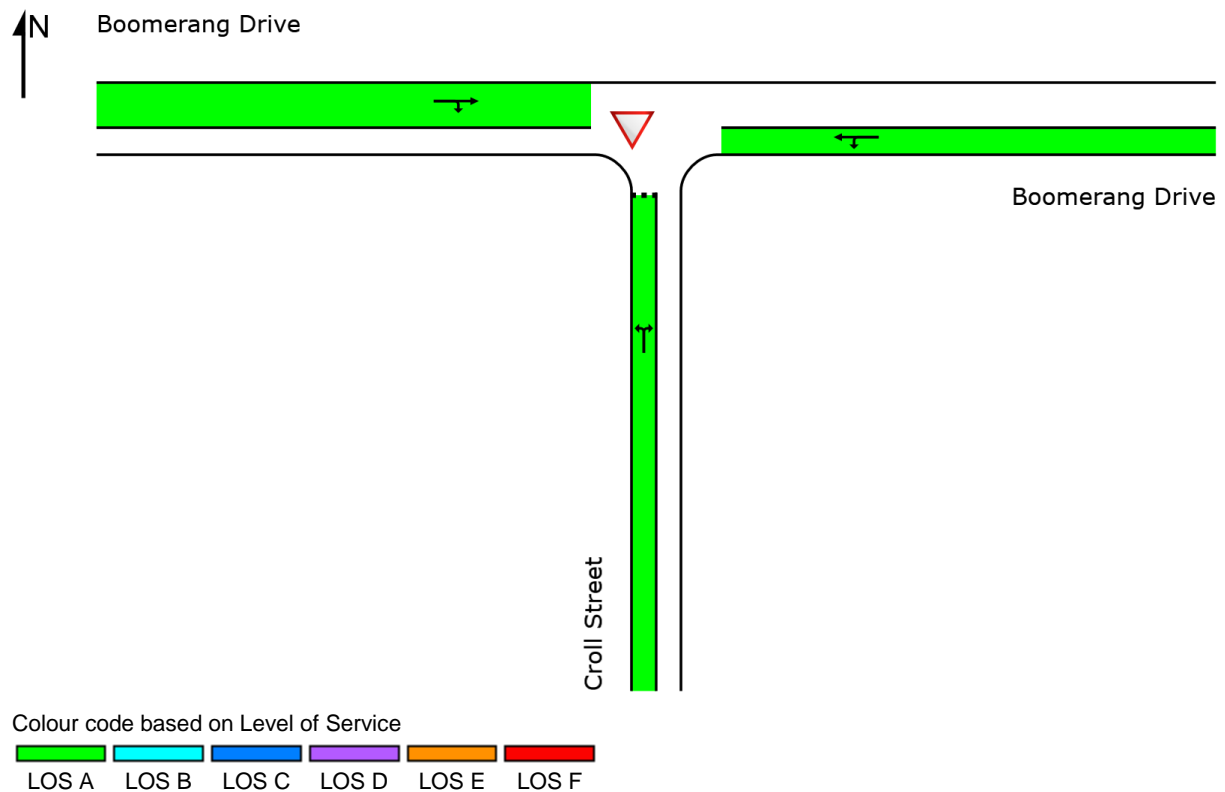 N
Boomerang Drive
Boomerang Drive
Croll Street
Colour code based on Level of Service
LOS A LOS B LOS C LOS D LOS E LOS F